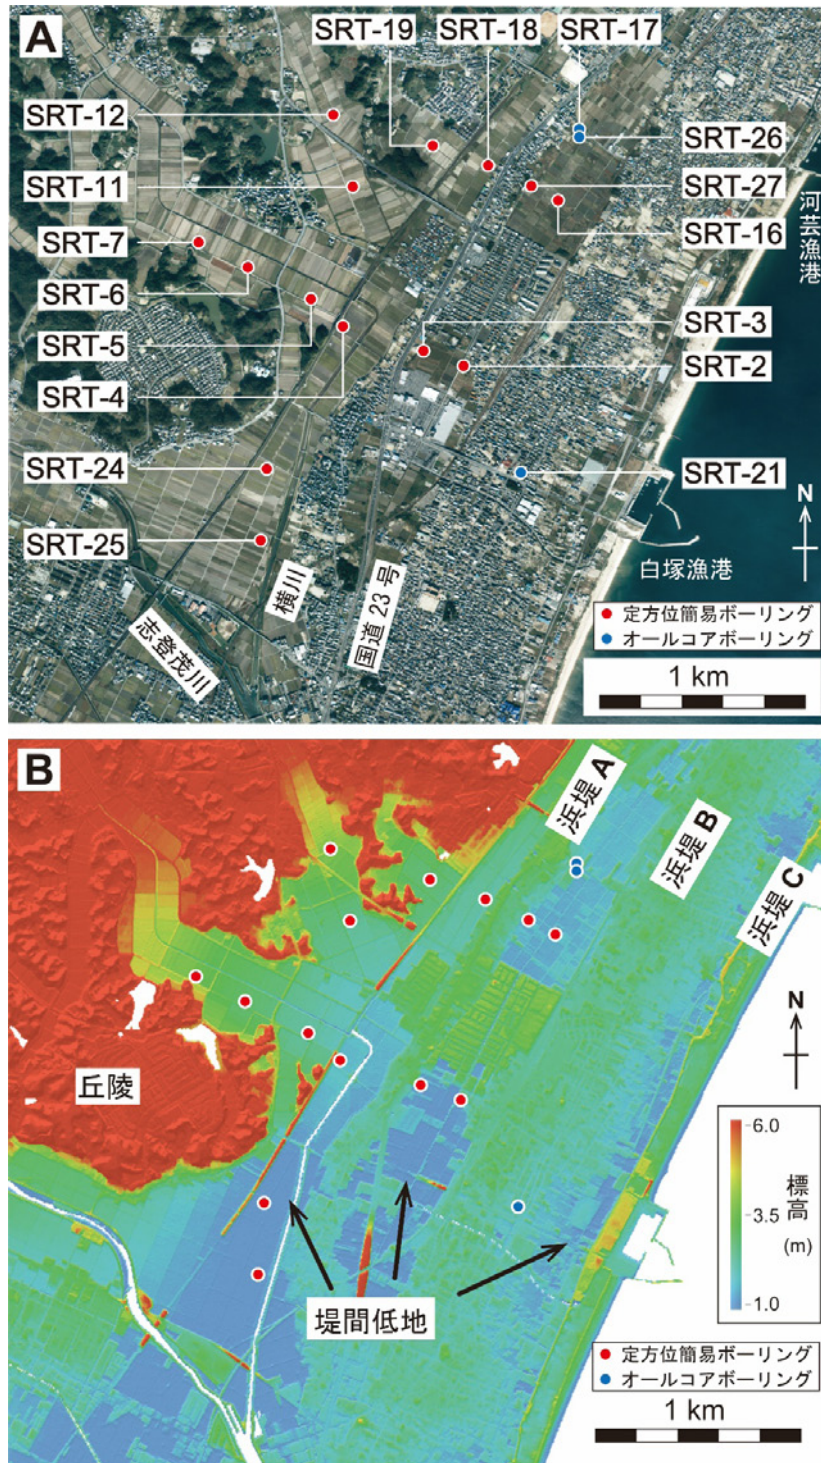 A
SRT-19
SRT-18
SRT-17
SRT-12
SRT-26
SRT-11
SRT-27
SRT-7
SRT-16
SRT-6
SRT-3
SRT-5
SRT-2
SRT-4
SRT-24
SRT-21
SRT-25
河芸漁港
N
白塚漁港
横川
国道 23 号
志登茂川
定方位簡易ボーリング
オールコアボーリング
1 km
B
浜堤 A
浜堤 B
浜堤 C
N
丘陵
堤間低地
標高
(m)
6.0
3.5
1.0
定方位簡易ボーリング
オールコアボーリング
1 km